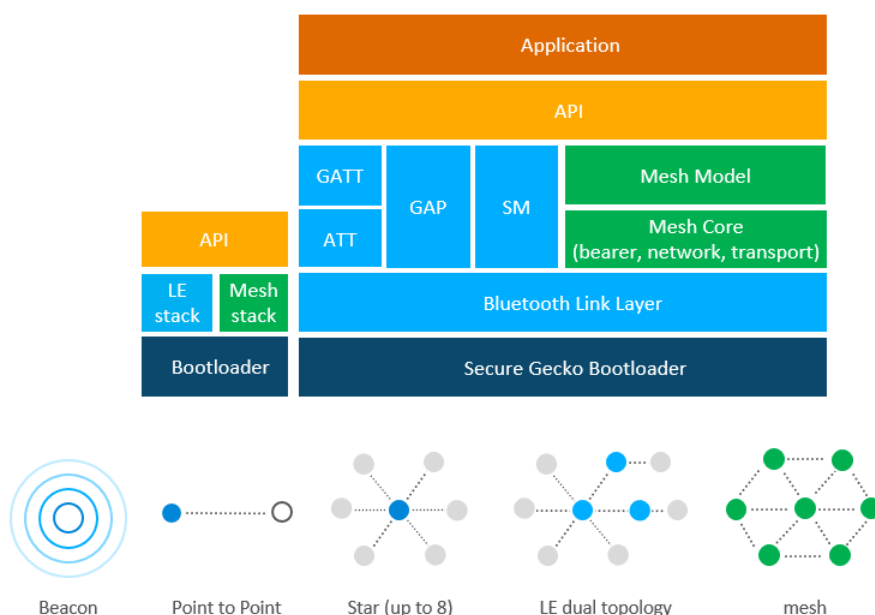 Application
API
GATT
GAP
SM
Mesh Model
API
ATT
Mesh Core
(bearer, network, transport)
LE
stack
Mesh
stack
Bluetooth Link Layer
Bootloader
Secure Gecko Bootloader
Beacon
Point to Point
Star (up to 8)
LE dual topology
mesh